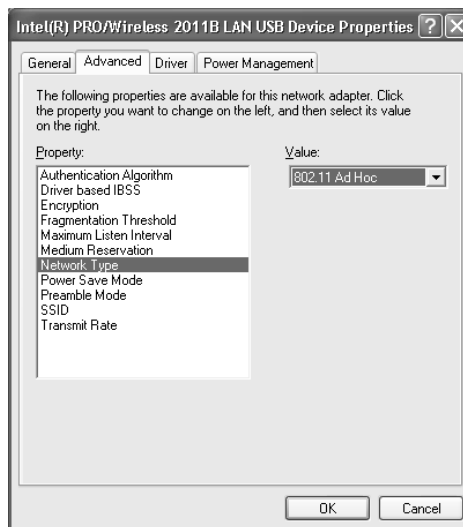 Intel(R) PRO/Wireless 2011B LAN USB Device Properties
General Advanced Driver Power Management
The following properties are available for this network adapter. Click
the property you want to change on the left, and then select its value
on the right.
Property:
Value:
Authentication Algorithm
Driver based IBSS
Encryption
Fragmentation Threshold
Maximum Listen Interval
Medium Reservation
Network Type
Power Save Mode
Preamble Mode
SSID
Transmit Rate
802.11 Ad Hoc
OK Cancel